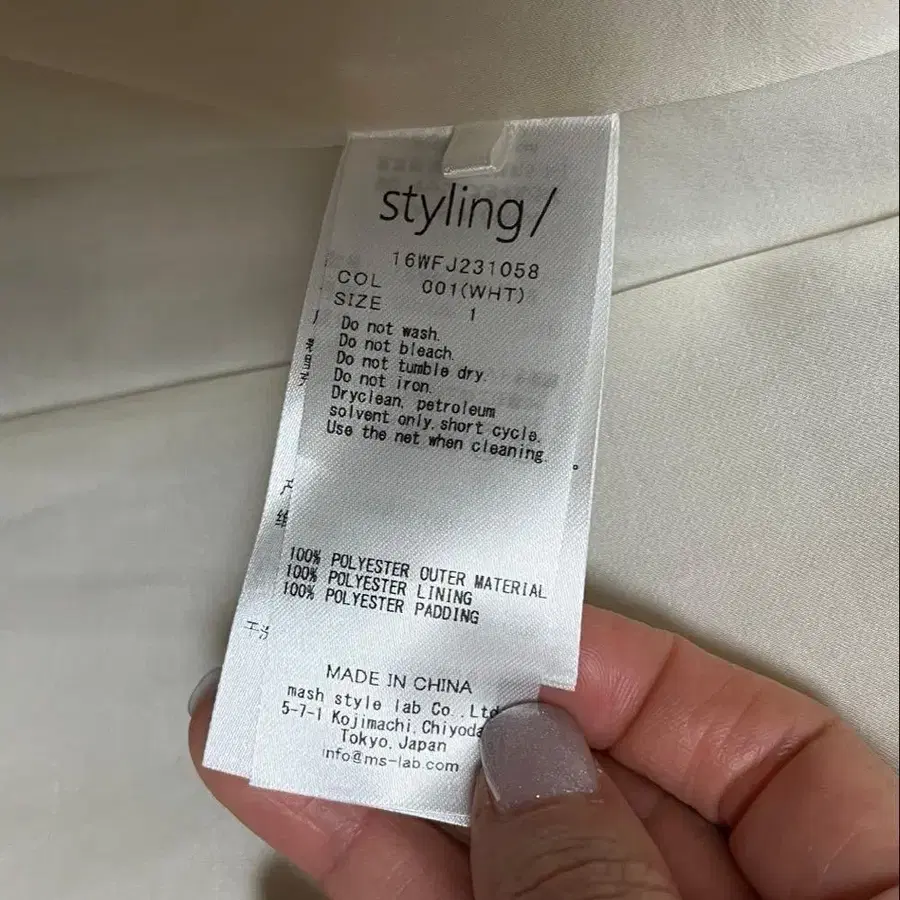 styling/
16WFJ231058
COL 001(WHT)
SIZE 1
Do not wash.
Do not bleach.
Do not tumble dry.
Do not iron.
Dryclean, petroleum
solvent only, short cycle.
Use the net when cleaning.
100% POLYESTER OUTER MATERIAL
100% POLYESTER LINING
100% POLYESTER PADDING
MADE IN CHINA
mash style lab Co.,Ltd
5-7-1 Kojimachi, Chiyoda
Tokyo, Japan
info@ms-lab.com